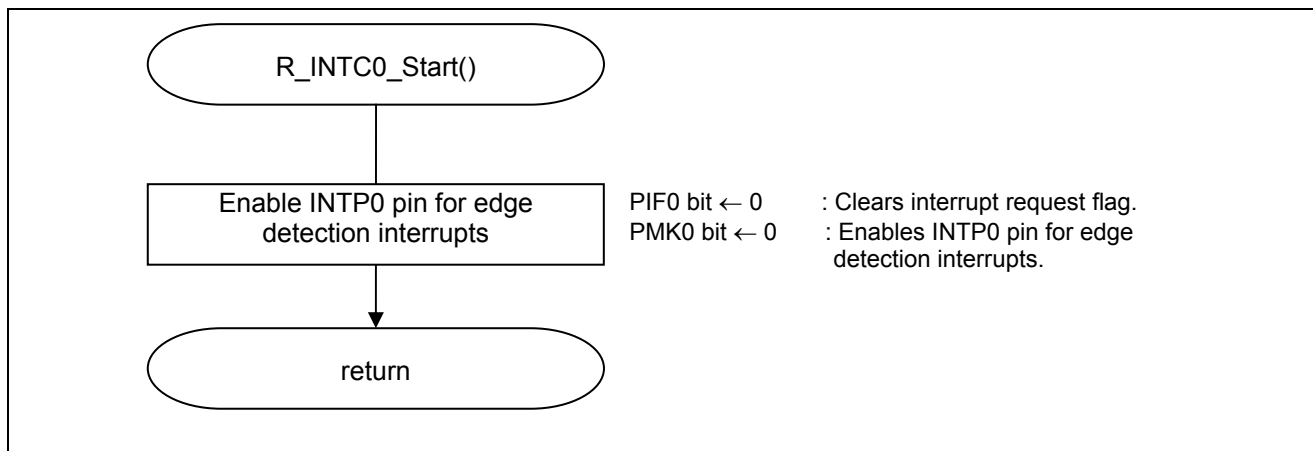 R_INTC0_Start()
Enable INTP0 pin for edge
detection interrupts
PIF0 bit ← 0 : Clears interrupt request flag.
PMK0 bit ← 0 : Enables INTP0 pin for edge
detection interrupts.
return